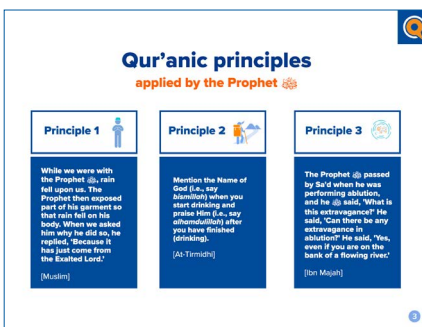 Qur’anic principles
applied by the Prophet ﷺ
Principle 1
While we were with
the Prophet ﷺ, rain
fell upon us. The
Prophet then exposed
part of his garment so
that rain fell on his
body. When we asked
him why he did so, he
replied, ‘Because it
has just come from
the Exalted Lord.’
[Muslim]
Principle 2
Mention the Name of
God (i.e., say
bismillah) when you
start drinking and
praise Him (i.e., say
alhamdulillah) after
you have finished
(drinking).
[At-Tirmidhi]
Principle 3
The Prophet ﷺ passed
by Sa’d when he was
performing ablution,
and he ﷺ said, ‘What is
this extravagance?’ He
said, ‘Can there be any
extravagance in
ablution?’ He said, ‘Yes,
even if you are on the
bank of a flowing river.’
[Ibn Majah]
3